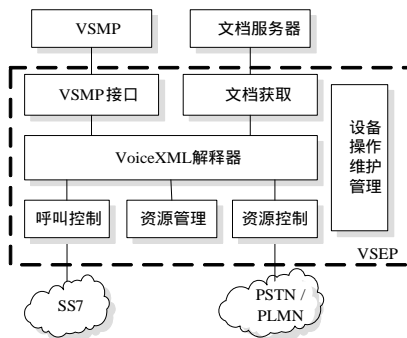 VSMP
文档服务器
VSMP接口
文档获取
设备
操作
维护
管理
VoiceXML解释器
呼叫控制
资源管理
资源控制
VSEP
SS7
PSTN /
PLMN